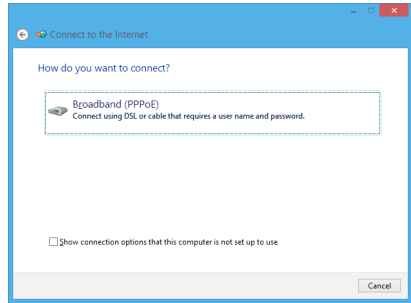 Connect to the Internet
How do you want to connect?
Broadband (PPPoE)
Connect using DSL or cable that requires a user name and password.
Show connection options that this computer is not set up to use
Cancel